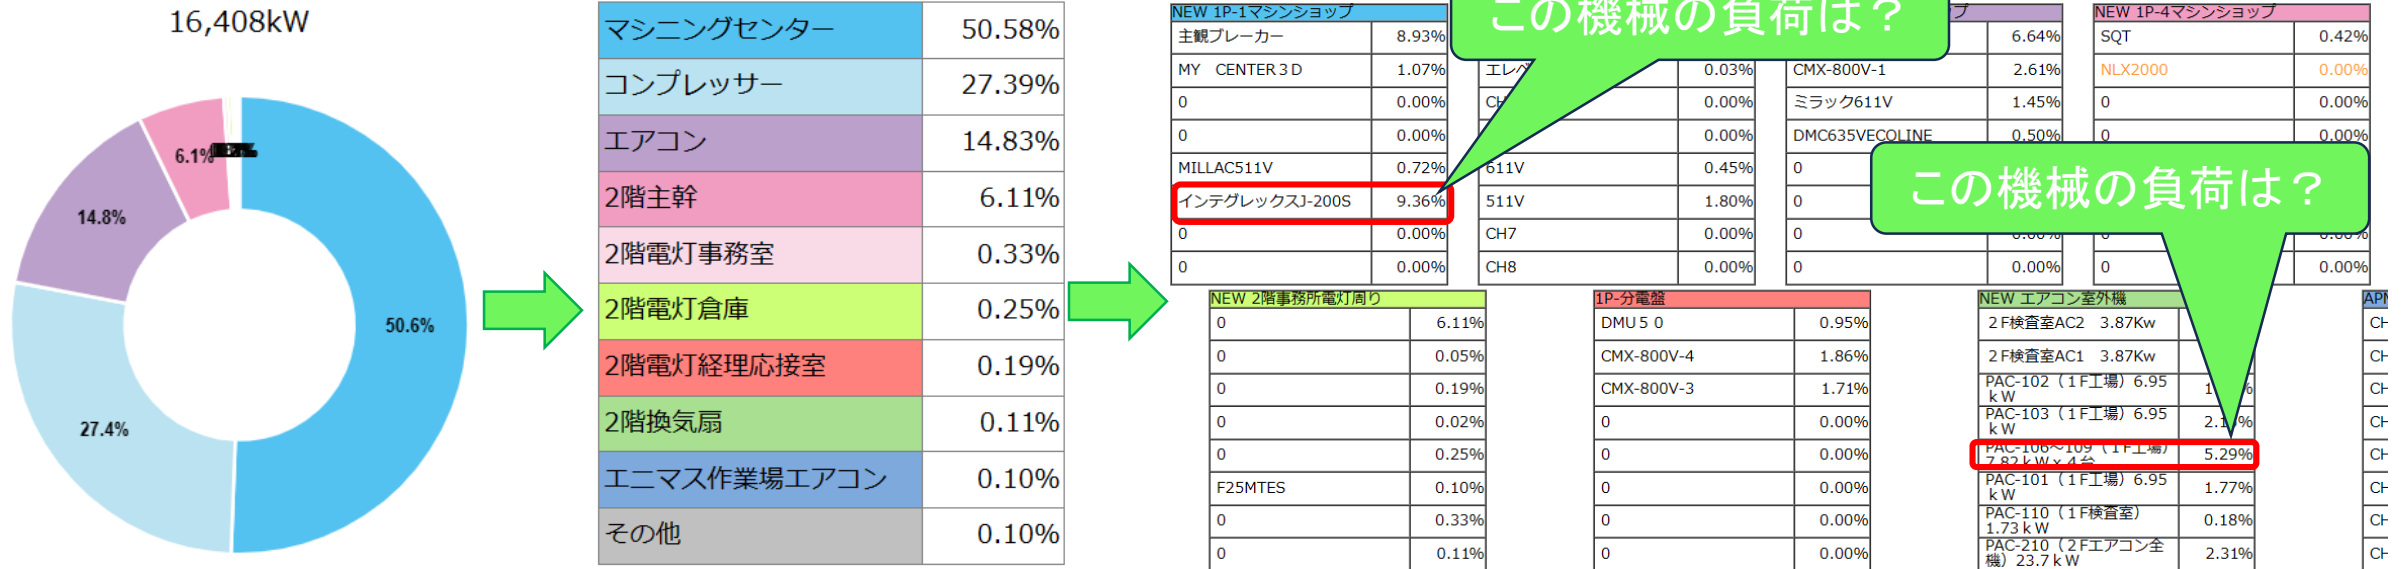 16,408kW
50.6%
27.4%
14.8%
6.1%
マシニングセンター 50.58%
コンプレッサー 27.39%
エアコン 14.83%
2階主幹 6.11%
2階電灯事務室 0.33%
2階電灯倉庫 0.25%
2階電灯経理応接室 0.19%
2階換気扇 0.11%
エニマス作業場エアコン 0.10%
その他 0.10%
NEW 1P-1マシンショップ
主観ブレーカー 8.93%
MY CENTER3D 1.07%
0 0.00%
0 0.00%
MILLAC511V 0.72%
インテグレックスJ-200S 9.36%
0 0.00%
0 0.00%
この機械の負荷は?
0.03%
0.00%
0.00%
611V 0.45%
511V 1.80%
CH7 0.00%
CH8 0.00%
プ
6.64%
CMX-800V-1 2.61%
ミラック611V 1.45%
DMC635VECOLINE 0.50%
0
0
0
0 0.00%
NEW 1P-4マシンショップ
SQT 0.42%
NLX2000 0.00%
0 0.00%
0 0.00%
0 0.00%
この機械の負荷は?
NEW 2階事務所電灯周り
0 6.11%
0 0.05%
0 0.19%
0 0.02%
0 0.25%
F25MTES 0.10%
0 0.33%
0 0.11%
1P-分電盤
DMU50 0.95%
CMX-800V-4 1.86%
CMX-800V-3 1.71%
0 0.00%
0 0.00%
0 0.00%
0 0.00%
0 0.00%
NEW エアコン室外機
2F検査室AC2 3.87Kw
2F検査室AC1 3.87Kw
PAC-102(1F工場)6.95
kW
PAC-103(1F工場)6.95
kW
PAC-106~109(1F工場)
7.82kW×4台 5.29%
PAC-101(1F工場)6.95
kW 1.77%
PAC-110(1F検査室)
1.73kW 0.18%
PAC-210(2Fエアコン全
機)23.7kW 2.31%